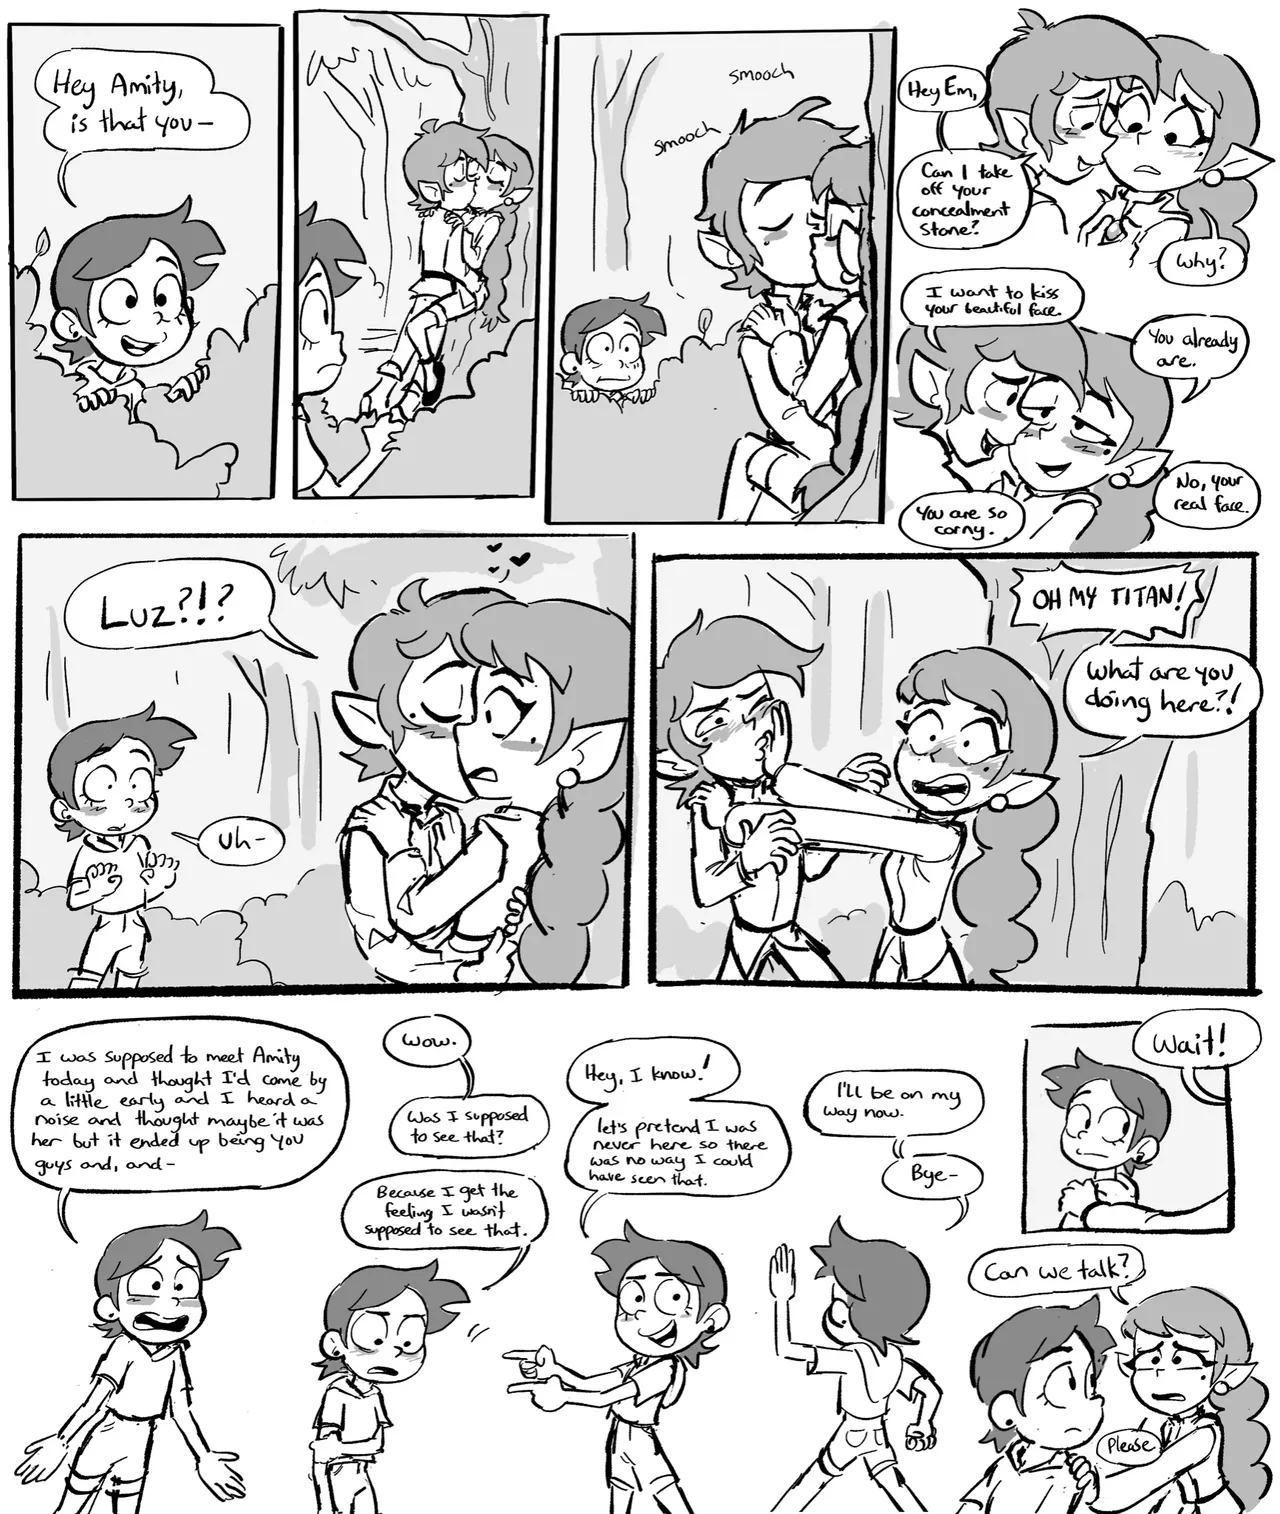 Hey Amity,
is that you—
smooch
smooch
Hey Em,
Can I take
off your
concealment
stone?
Why?
I want to kiss
your beautiful face.
You already
are.
No, your
real face.
You are so
corny.
Luz?!?
Uh-
OH MY TITAN!
What are you
doing here?!
I was supposed to meet Amity
today and thought I'd come by
a little early and I heard a
noise and thought maybe it was
her but it ended up being you
guys and, and-
Wow.
Was I supposed
to see that?
Because I get the
feeling I wasn't
supposed to see that.
Hey, I know!
let's pretend I was
never here so there
was no way I could
have seen that.
I'll be on my
way now.
Bye-
Wait!
Can we talk?
Please